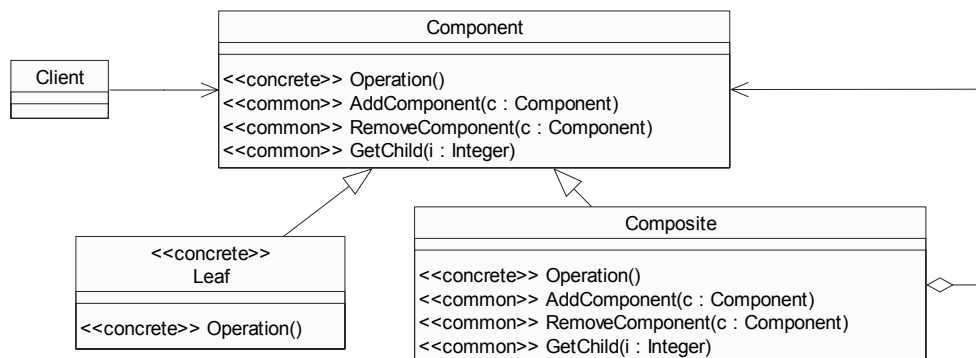 Component
<<concrete>> Operation()
<<common>> AddComponent(c : Component)
<<common>> RemoveComponent(c : Component)
<<common>> GetChild(i : Integer)
Client
<<concrete>>
Leaf
<<concrete>> Operation()
Composite
<<concrete>> Operation()
<<common>> AddComponent(c : Component)
<<common>> RemoveComponent(c : Component)
<<common>> GetChild(i : Integer)